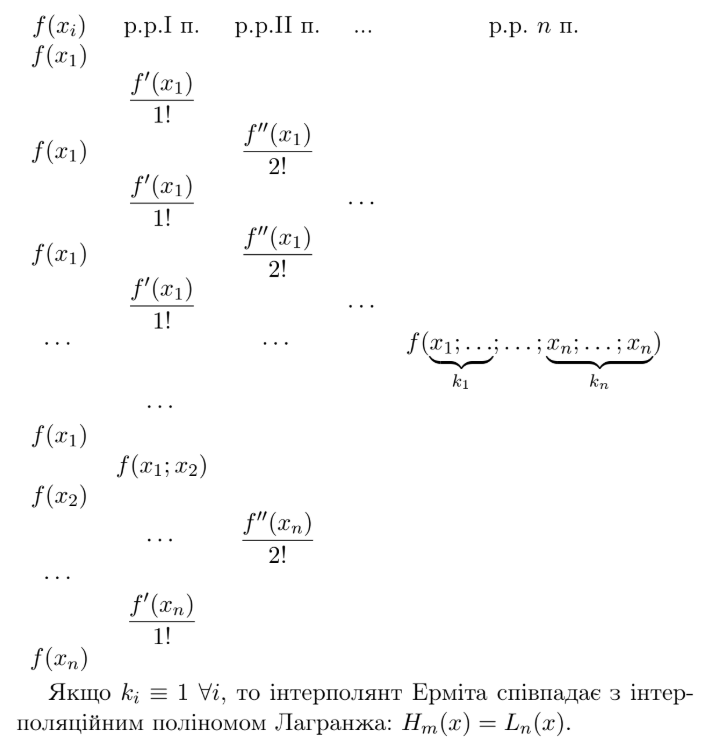 f(x_i) р.р.I п. р.р.II п. ... р.р. n п.
f(x_1)
f′(x_1)/1!
f(x_1) f″(x_1)/2!
f′(x_1)/1! ...
f(x_1) f″(x_1)/2!
f′(x_1)/1! ...
... ... f(x_1; ...; ...; x_n; ...; x_n)
k_1 k_n
...
f(x_1)
f(x_1; x_2)
f(x_2)
... f″(x_n)/2!
...
f′(x_n)/1!
f(x_n)
Якщо k_i ≡ 1 ∀i, то інтерполянт Ерміта співпадає з інтер-
поляційним поліномом Лагранжа: H_m(x) = L_n(x).